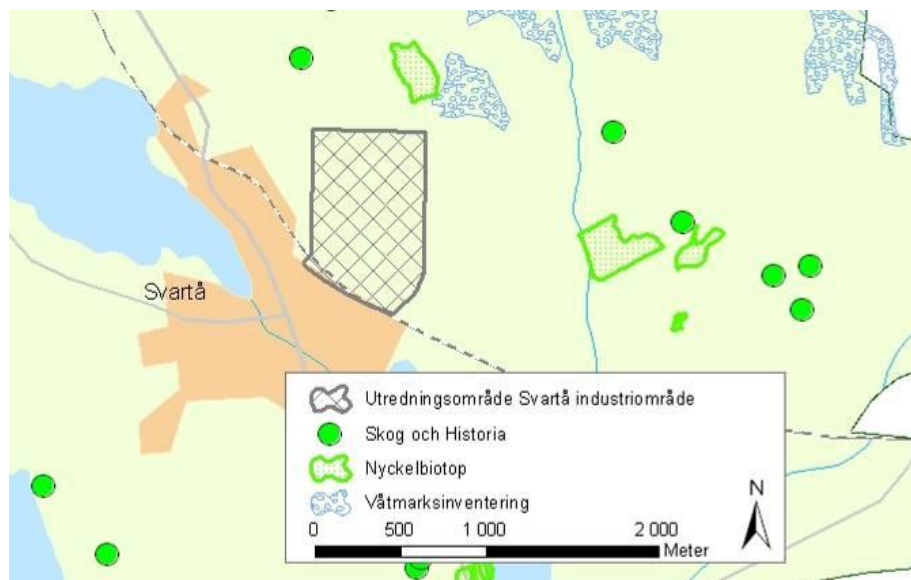 Svartå
Utredningsområde Svartå industriområde
Skog och Historia
Nyckelbiotop
Våtmarksinventering
N
0 500 1 000 2 000
Meter